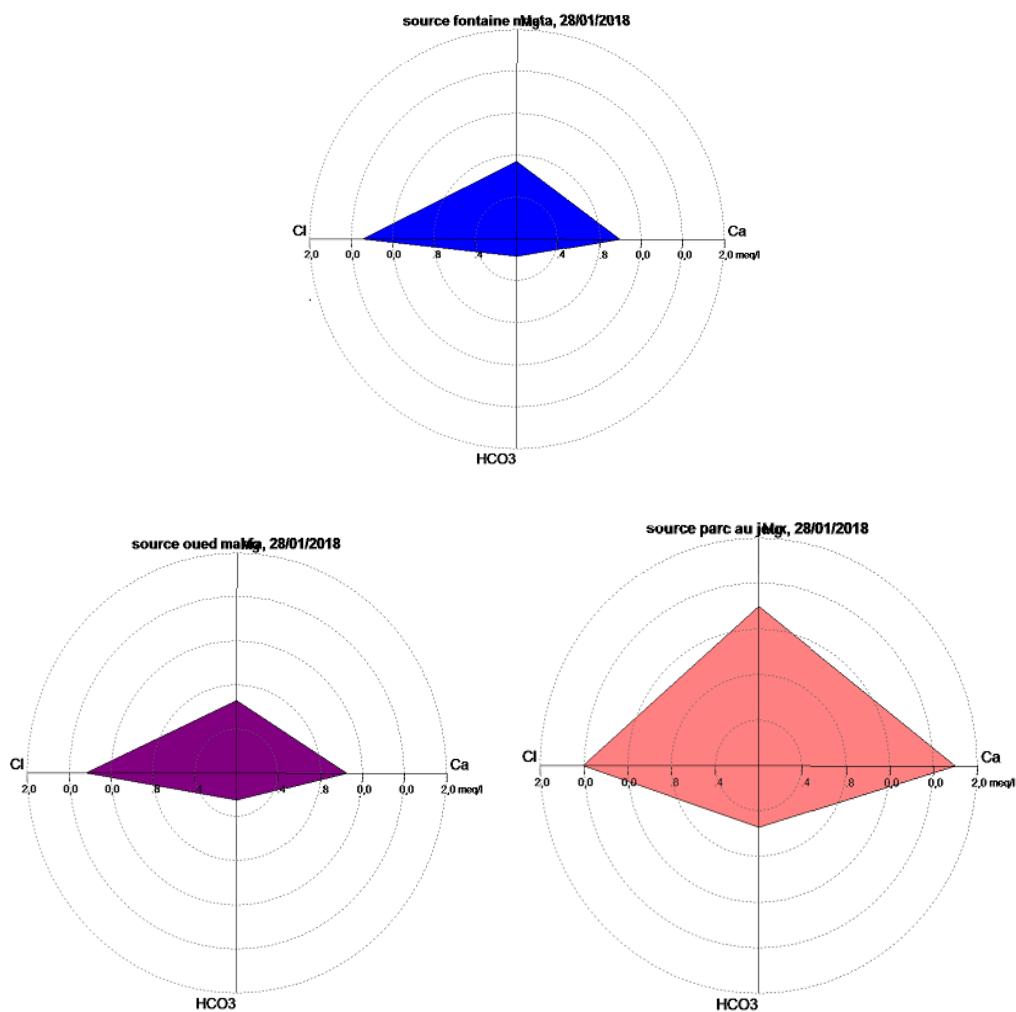 source fontaine Mg, 28/01/2018
Cl
Ca
2,0 0,0 0,0 ,8 ,4 ,4 ,8 0,0 0,0 2,0 meq/l
HCO3
source oued Mg, 28/01/2018
Cl
Ca
2,0 0,0 0,0 ,8 ,4 ,4 ,8 0,0 0,0 2,0 meq/l
HCO3
source parc au Mg, 28/01/2018
Cl
Ca
2,0 0,0 0,0 ,8 ,4 ,4 ,8 0,0 0,0 2,0 meq/l
HCO3